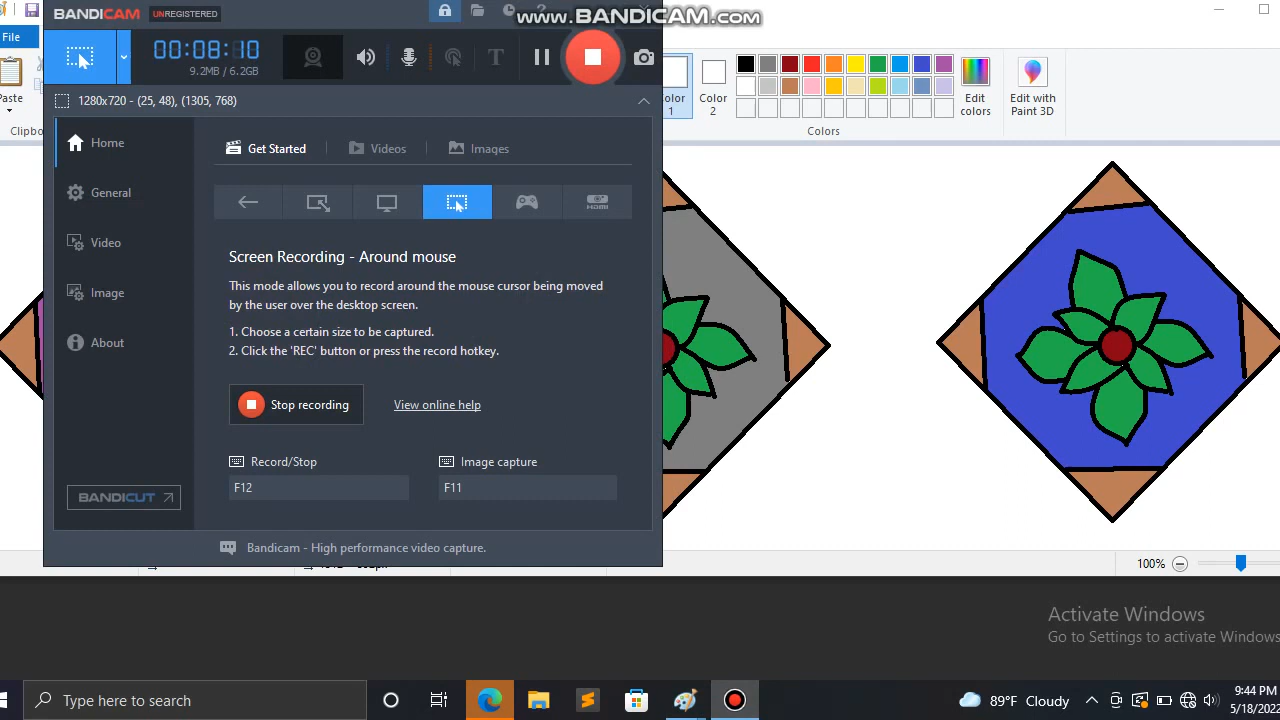 BANDICAM UNREGISTERED
www.BANDICAM.com
File
00:08:10
9.2MB / 6.2GB
T
Paste
Color
1
Color
2
Edit
colors
Edit with
Paint 3D
1280x720 - (25, 48), (1305, 768)
Colors
Home
General
Video
Image
About
Get Started
Videos
Images
HDMI
Screen Recording - Around mouse
This mode allows you to record around the mouse cursor being moved
by the user over the desktop screen.
1. Choose a certain size to be captured.
2. Click the 'REC' button or press the record hotkey.
Stop recording
View online help
Record/Stop
Image capture
F12
F11
BANDICUT
Bandicam - High performance video capture.
100%
Activate Windows
Go to Settings to activate Windows
Type here to search
89°F Cloudy
9:44 PM